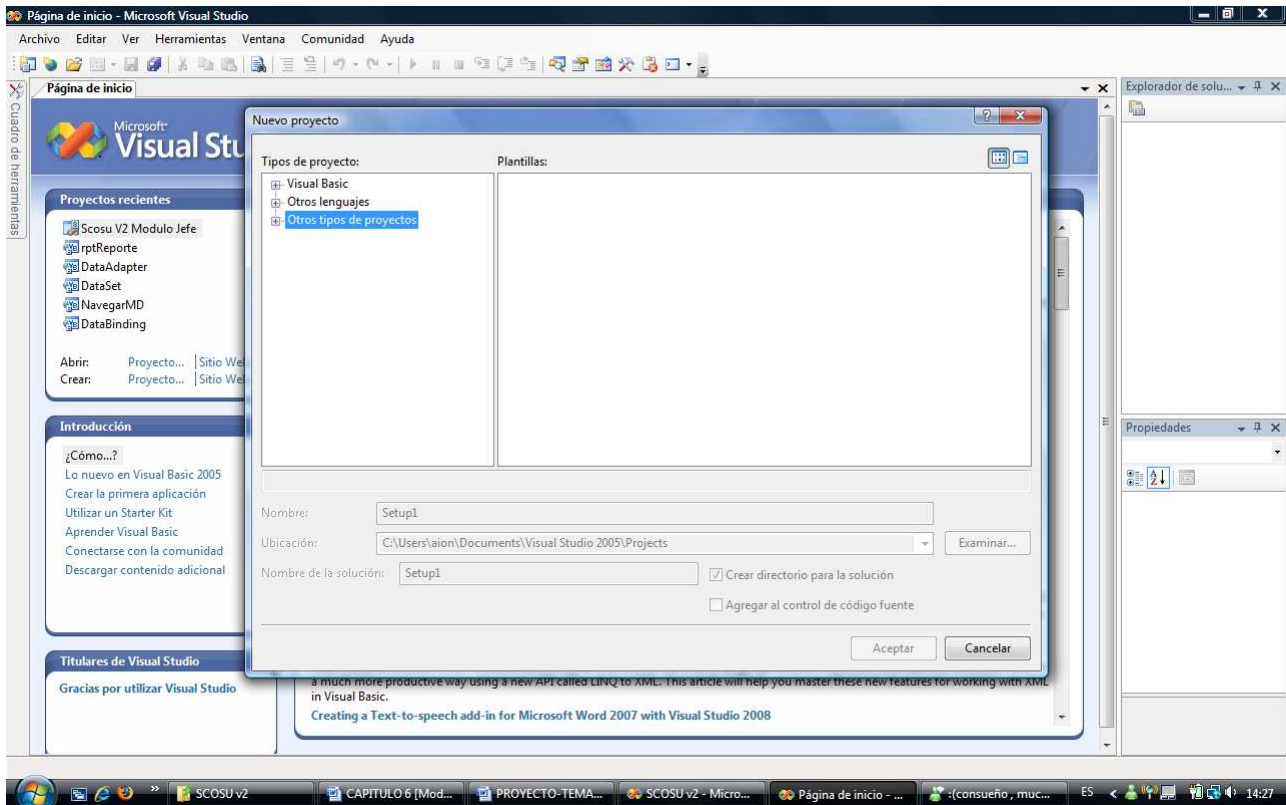 Página de inicio - Microsoft Visual Studio
Archivo Editar Ver Herramientas Ventana Comunidad Ayuda
Cuadro de herramientas
Página de inicio
Explorador de solu...
Microsoft
Visual Stu
Nuevo proyecto
Tipos de proyecto:
Plantillas:
Visual Basic
Otros lenguajes
Otros tipos de proyectos
Proyectos recientes
Scosu V2 Modulo Jefe
rptReporte
DataAdapter
DataSet
NavegarMD
DataBinding
Abrir: Proyecto... Sitio We
Crear: Proyecto... Sitio We
Introducción
¿Cómo...?
Lo nuevo en Visual Basic 2005
Crear la primera aplicación
Utilizar un Starter Kit
Aprender Visual Basic
Conectarse con la comunidad
Descargar contenido adicional
Nombre: Setup1
Ubicación: C:\Users\aion\Documents\Visual Studio 2005\Projects Examinar...
Nombre de la solución: Setup1
Crear directorio para la solución
Agregar al control de código fuente
Aceptar Cancelar
Propiedades
Titulares de Visual Studio
Gracias por utilizar Visual Studio
a much more productive way using a new API called LINQ to XML. This article will help you master these new features for working with XML
in Visual Basic.
Creating a Text-to-speech add-in for Microsoft Word 2007 with Visual Studio 2008
SCOSU v2 CAPITULO 6 [Mod... PROYECTO-TEMA... SCOSU v2 - Micro... Página de inicio - ... :(consueño , muc... ES 14:27